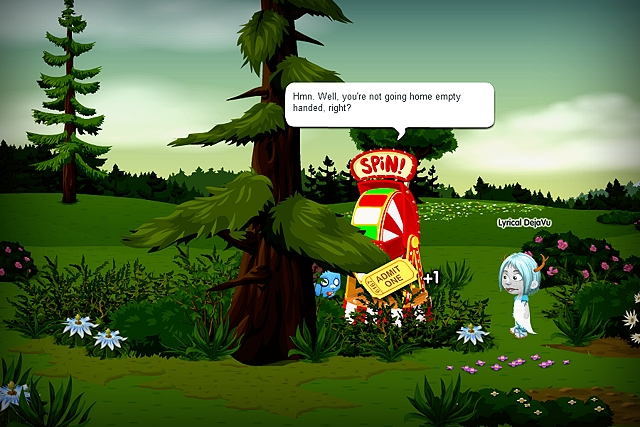 Hmn. Well, you're not going home empty
handed, right?
SPiN!
Lyrical DejaVu
ADMIT
ONE
+1